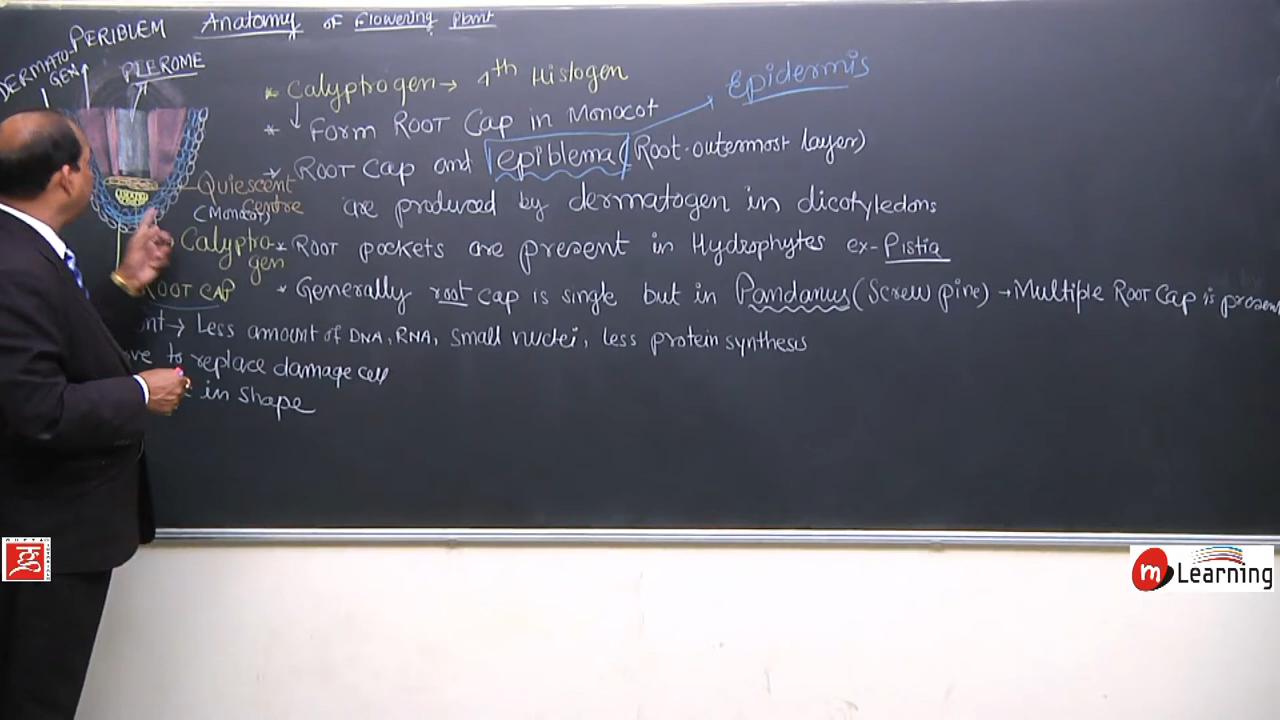 Anatomy of Flowering Plant
PERIBLEM
DERMATO-
GEN
PLEROME
* Calyptrogen → 4th Histogen
Epidermis
* Form ROOT Cap in Monocot
* ROOT Cap and epiblema (Root-outermost layer)
Quiescent
Centre
(Monocot)
are produced by dermatogen in dicotyledons
Calyptro-
gen
* ROOT pockets are present in Hydrophytes ex- Pistia
ROOT CAP
* Generally root cap is single but in Pandanus (Screw pine) → Multiple ROOT Cap is present
→ Less amount of DNA, RNA, small nuclei, less protein synthesis
to replace damage cell
in shape
m Learning